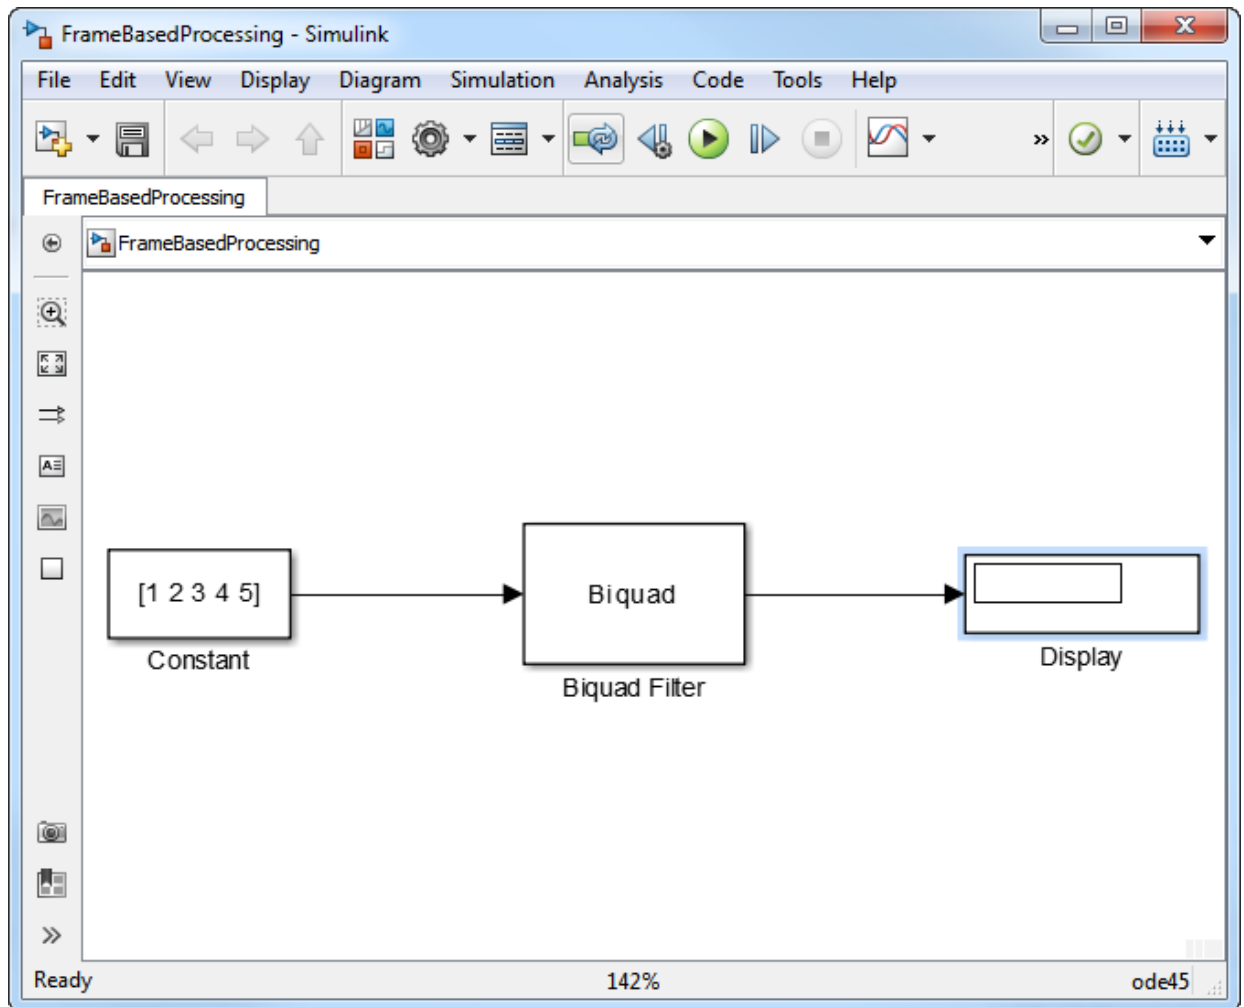 FrameBasedProcessing - Simulink
File Edit View Display Diagram Simulation Analysis Code Tools Help
FrameBasedProcessing
FrameBasedProcessing
[1 2 3 4 5]
Constant
Biquad
Biquad Filter
Display
Ready 142% ode45